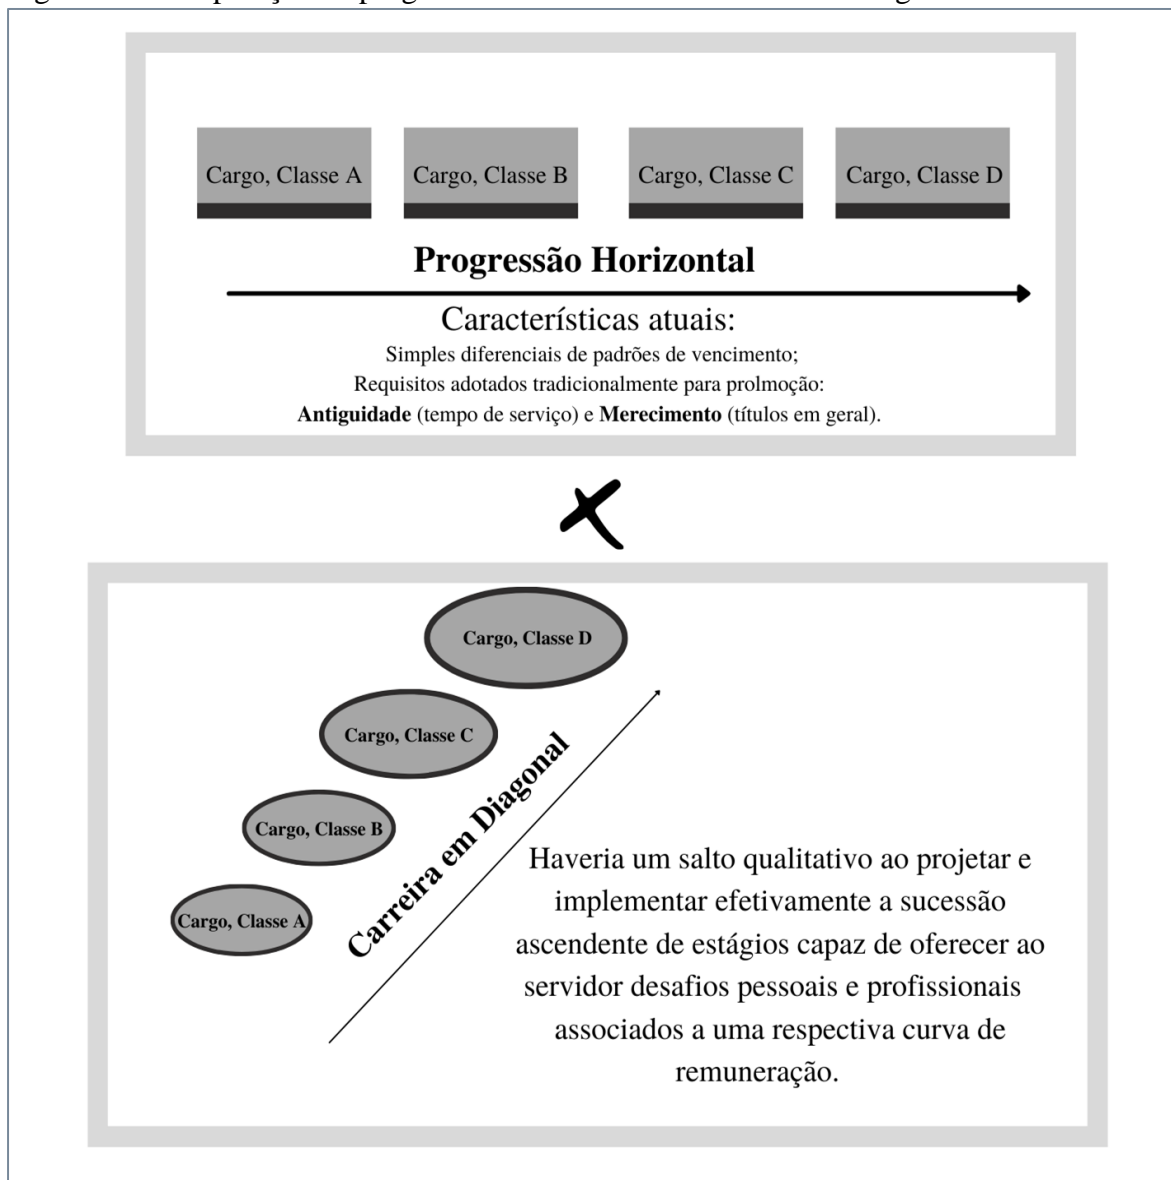 Cargo, Classe A
Cargo, Classe B
Cargo, Classe C
Cargo, Classe D
Progressão Horizontal
Características atuais:
Simples diferenciais de padrões de vencimento;
Requisitos adotados tradicionalmente para prolmoção:
Antiguidade (tempo de serviço) e Merecimento (títulos em geral).
Cargo, Classe D
Cargo, Classe C
Cargo, Classe B
Cargo, Classe A
Carreira em Diagonal
Haveria um salto qualitativo ao projetar e
implementar efetivamente a sucessão
ascendente de estágios capaz de oferecer ao
servidor desafios pessoais e profissionais
associados a uma respectiva curva de
remuneração.